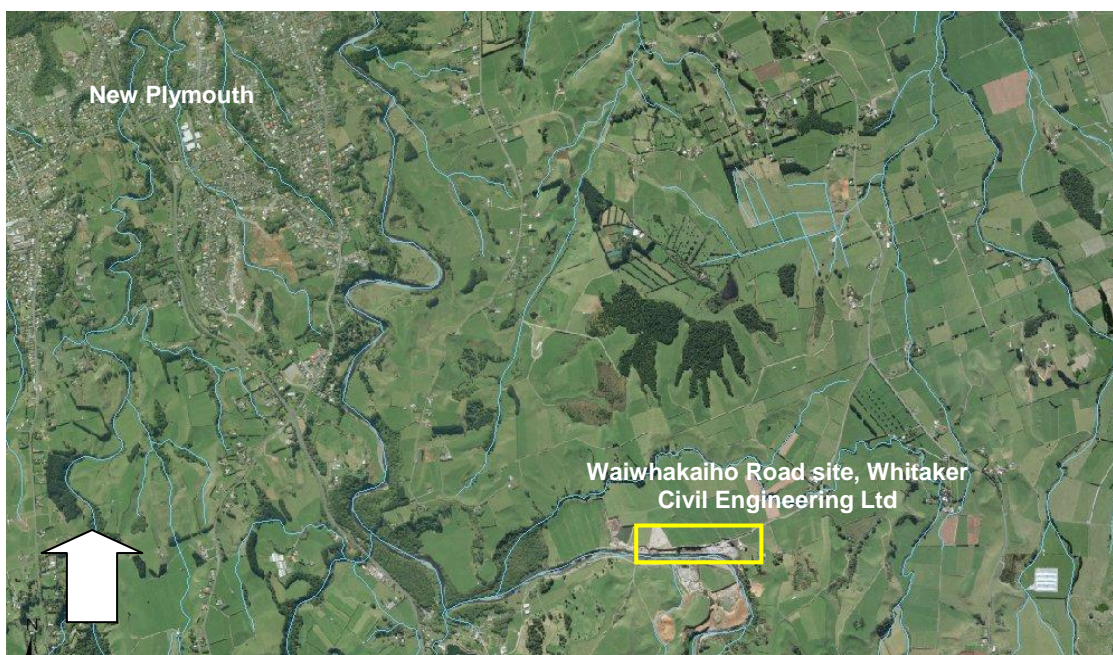 New Plymouth
Waiwhakaiho Road site, Whitaker
Civil Engineering Ltd
N